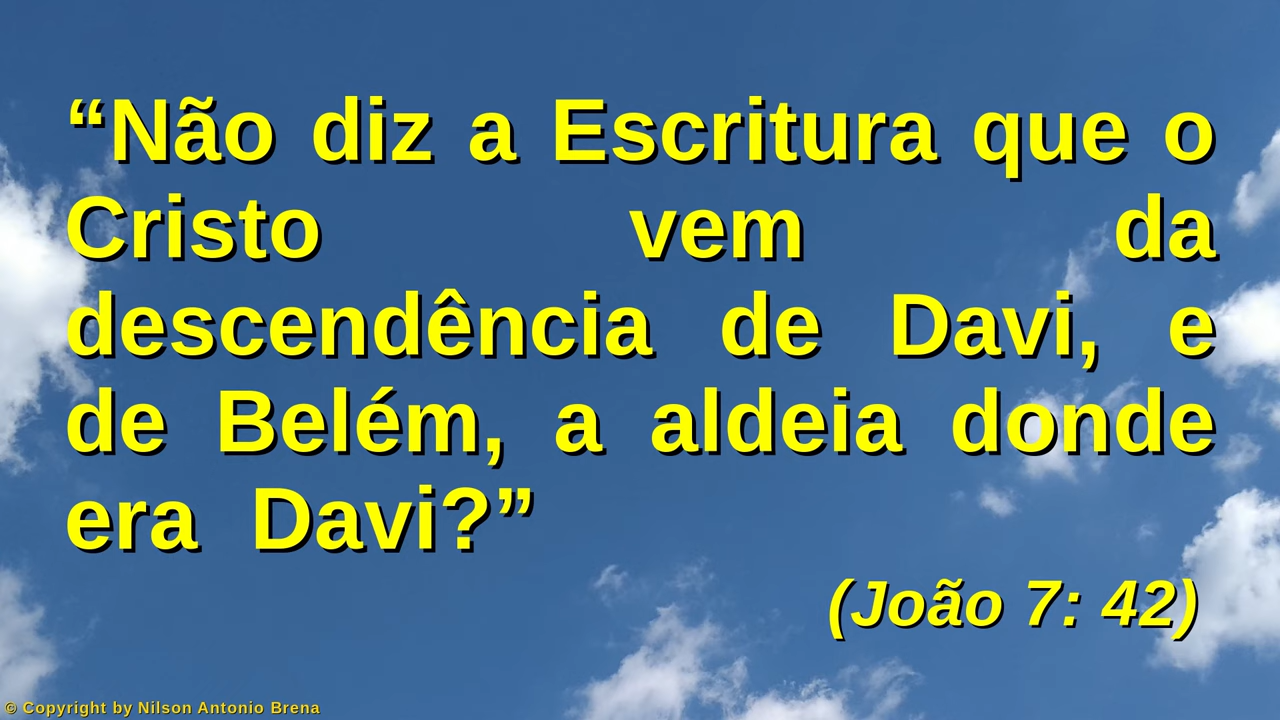 “Não diz a Escritura que o
Cristo vem da
descendência de Davi, e
de Belém, a aldeia donde
era Davi?”
(João 7: 42)
© Copyright by Nilson Antonio Brena